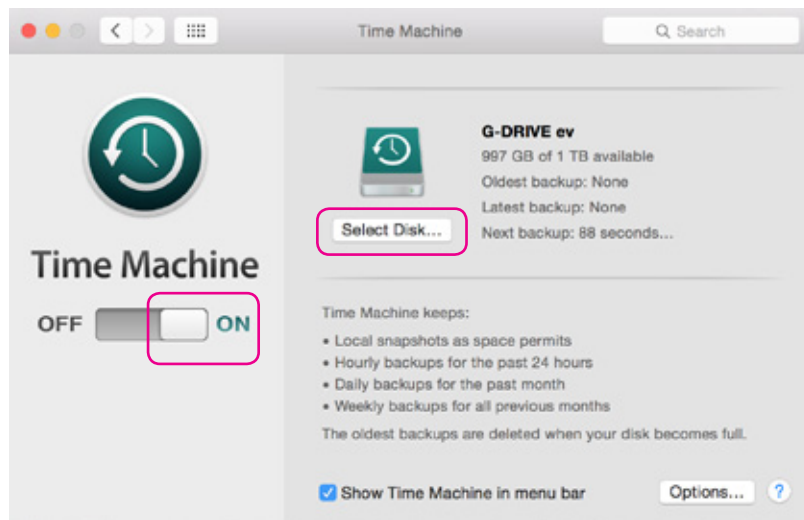 Time Machine
Search
Time Machine
OFF ON
G-DRIVE ev
997 GB of 1 TB available
Oldest backup: None
Latest backup: None
Next backup: 88 seconds...
Select Disk...
Time Machine keeps:
• Local snapshots as space permits
• Hourly backups for the past 24 hours
• Daily backups for the past month
• Weekly backups for all previous months
The oldest backups are deleted when your disk becomes full.
Show Time Machine in menu bar
Options... ?